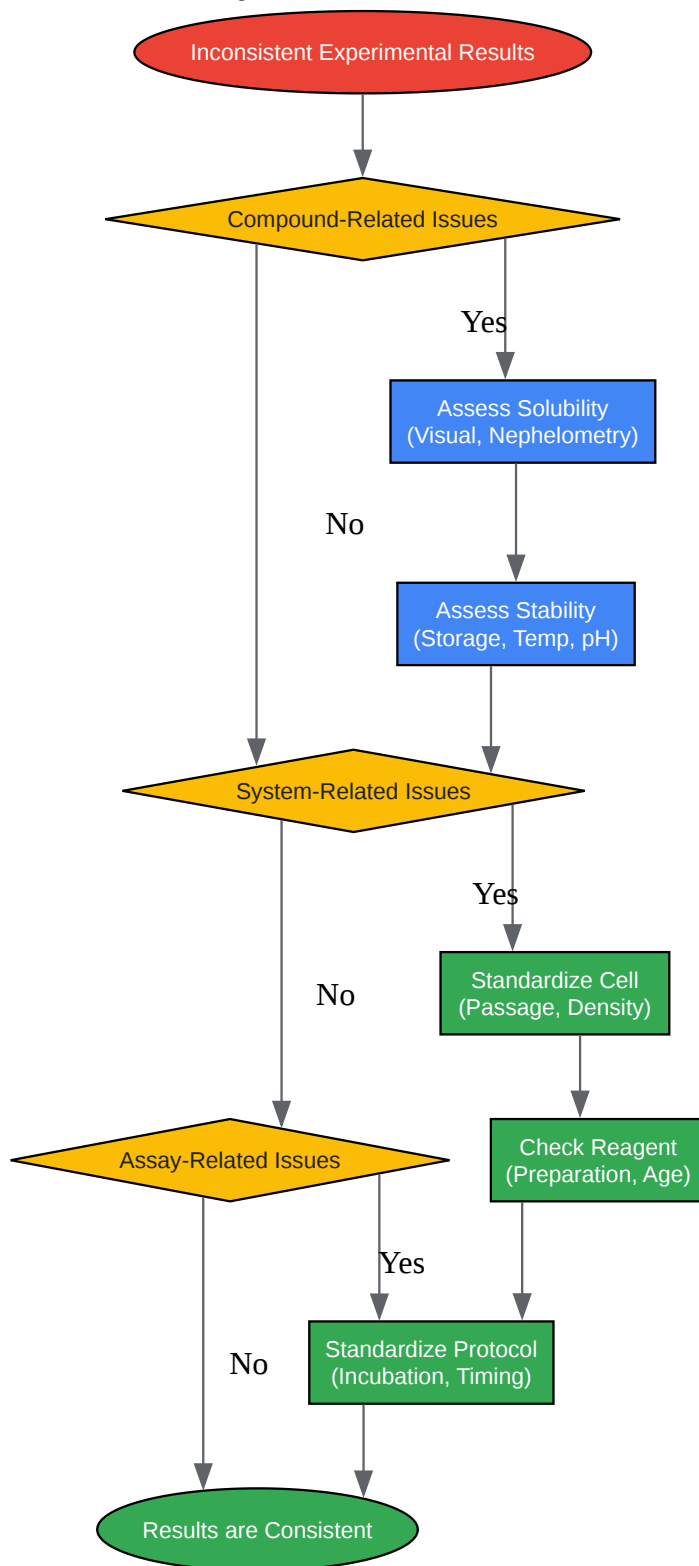 Inconsistent Experimental Results
Compound-Related Issues
Yes
Assess Solubility
(Visual, Nephelometry)
No
Assess Stability
(Storage, Temp, pH)
System-Related Issues
Yes
Standardize Cell
(Passage, Density)
No
Check Reagent
(Preparation, Age)
Assay-Related Issues
Yes
Standardize Protocol
(Incubation, Timing)
No
Results are Consistent